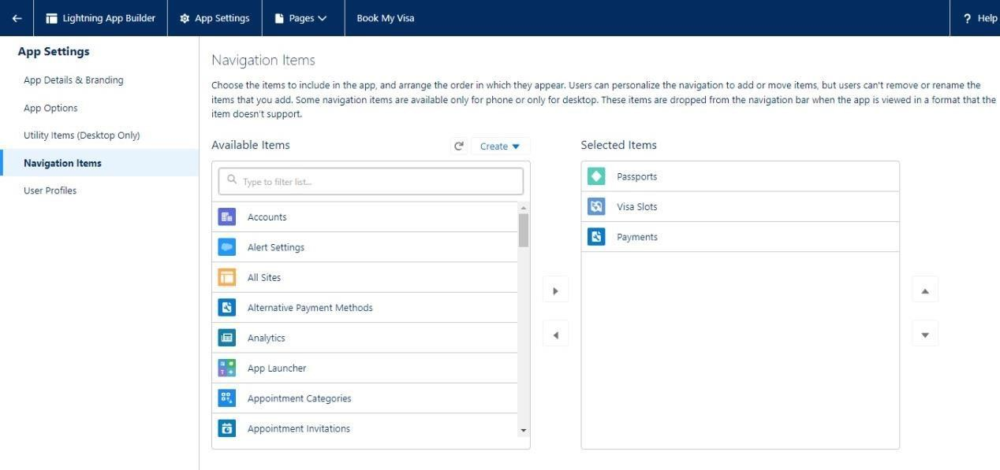 Lightning App Builder
App Settings
Pages
Book My Visa
? Help
App Settings
App Details & Branding
App Options
Utility Items (Desktop Only)
Navigation Items
User Profiles
Navigation Items
Choose the items to include in the app, and arrange the order in which they appear. Users can personalize the navigation to add or move items, but users can't remove or rename the
items that you add. Some navigation items are available only for phone or only for desktop. These items are dropped from the navigation bar when the app is viewed in a format that the
item doesn't support.
Available Items
Create
Type to filter list...
Accounts
Alert Settings
All Sites
Alternative Payment Methods
Analytics
App Launcher
Appointment Categories
Appointment Invitations
Selected Items
Passports
Visa Slots
Payments